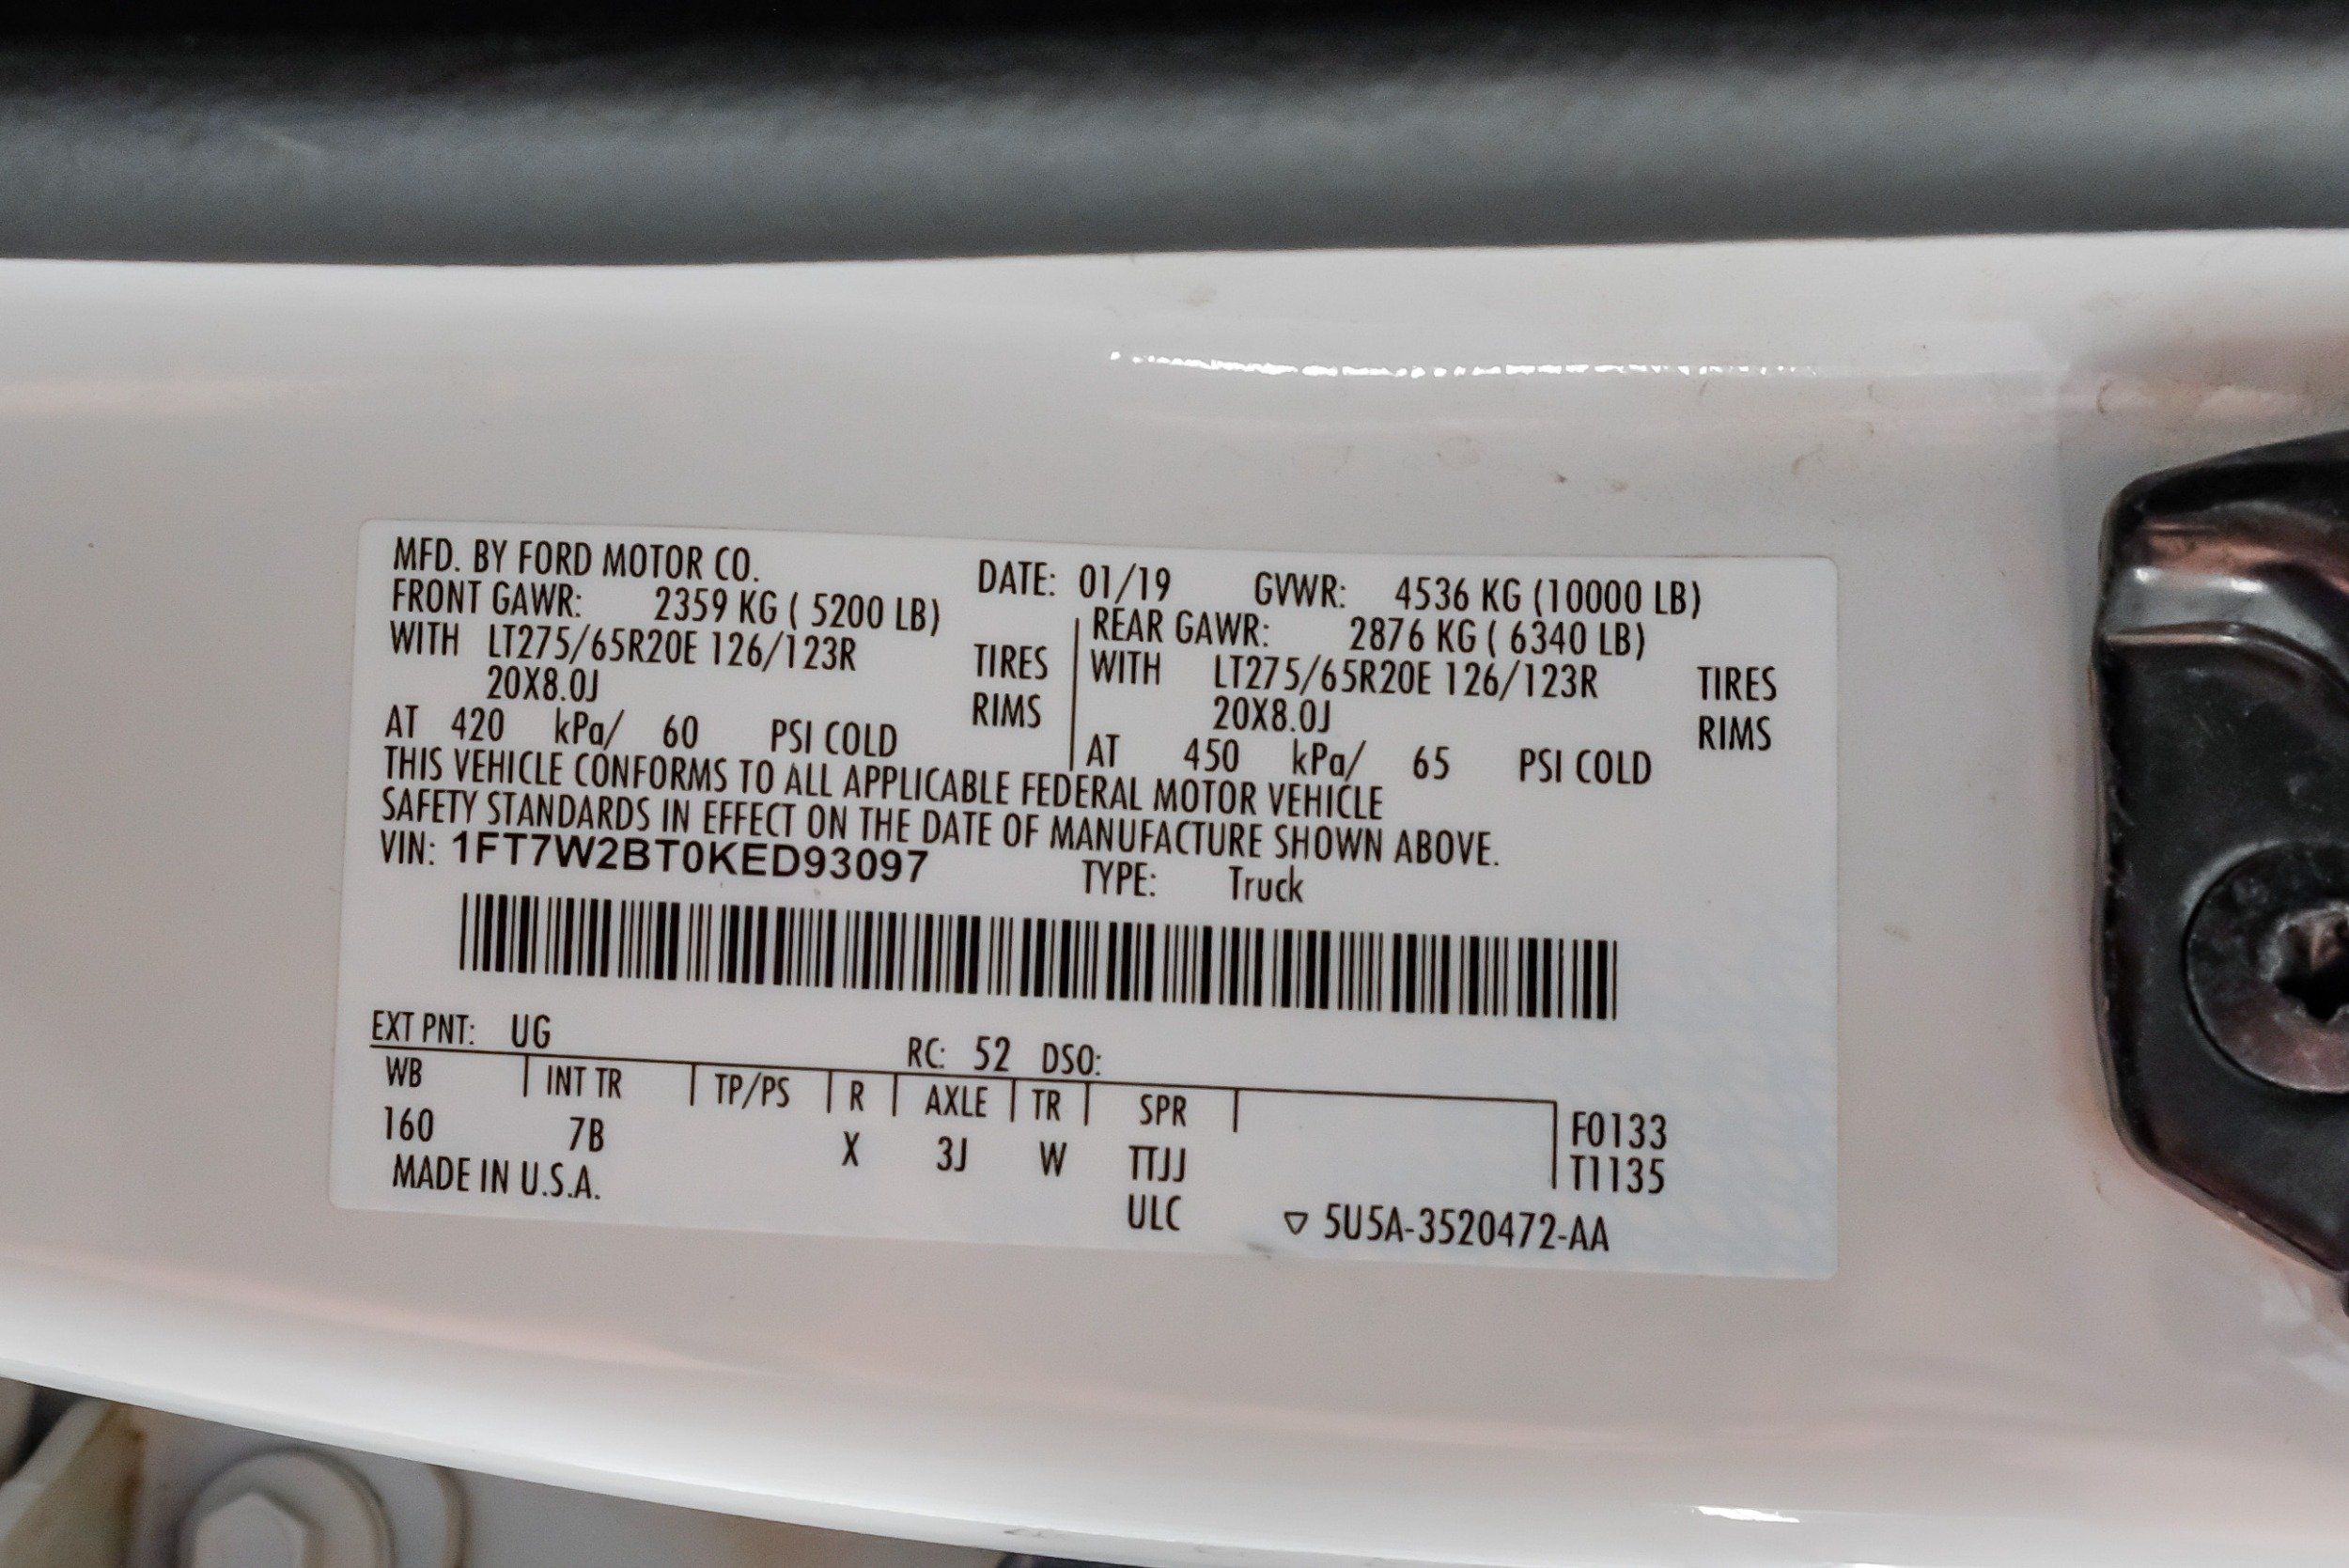 MFD. BY FORD MOTOR CO. DATE: 01/19 GVWR: 4536 KG (10000 LB)
FRONT GAWR: 2359 KG ( 5200 LB) REAR GAWR: 2876 KG ( 6340 LB)
WITH LT275/65R20E 126/123R TIRES WITH LT275/65R20E 126/123R TIRES
20X8.0J RIMS 20X8.0J RIMS
AT 420 kPa/ 60 PSI COLD AT 450 kPa/ 65 PSI COLD
THIS VEHICLE CONFORMS TO ALL APPLICABLE FEDERAL MOTOR VEHICLE
SAFETY STANDARDS IN EFFECT ON THE DATE OF MANUFACTURE SHOWN ABOVE.
VIN: 1FT7W2BT0KED93097 TYPE: Truck
EXT PNT: UG RC: 52 DSO:
WB INT TR TP/PS R AXLE TR SPR F0133
160 7B X 3J W TTJJ T1135
MADE IN U.S.A. ULC ▽ 5U5A-3520472-AA